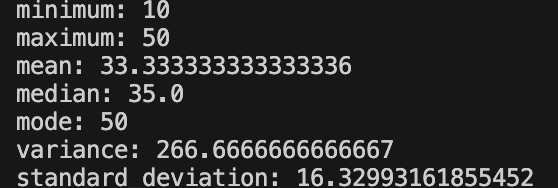 minimum: 10
maximum: 50
mean: 33.333333333333336
median: 35.0
mode: 50
variance: 266.6666666666667
standard deviation: 16.32993161855452